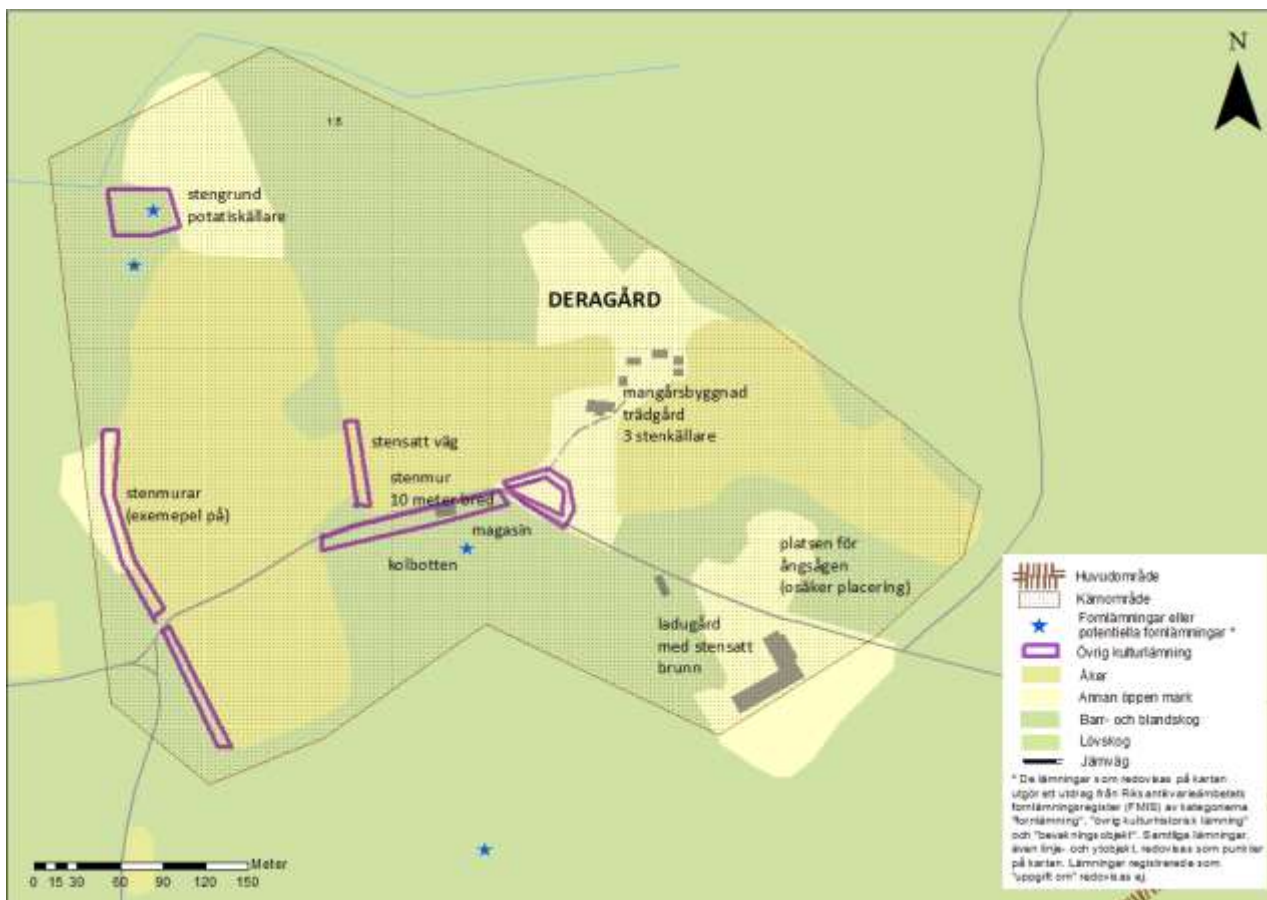 N
1:8
stengrund
potatiskällare
DERAGÅRD
mangårsbyggnad
trädgård
3 stenkällare
stensatt väg
stenmur
10 meter bred
stenmurar
(exemepel på)
magasin
kolbotten
platsen för
ångsågen
(osäker placering)
ladugård
med stensatt
brunn
Huvudområde
Kärnområde
Fornlämningar eller
potentiella fornlämningar *
Övrig kulturlämning
Åker
Annan öppen mark
Barr- och blandskog
Lövskog
Järnväg
* De lämningar som redovisas på kartan
utgör ett utdrag från Riksantikvarieämbetets
fornlämningsregister (FMIS) av kategorierna
"fornlämning", "övrig kulturhistorisk lämning"
och "bevakningsobjekt". Samtliga lämningar,
även linje- och ytobjekt, redovisas som punkter
på kartan. Lämningar registrerade som
"uppgift om" redovisas ej.
Meter
0 15 30 60 90 120 150